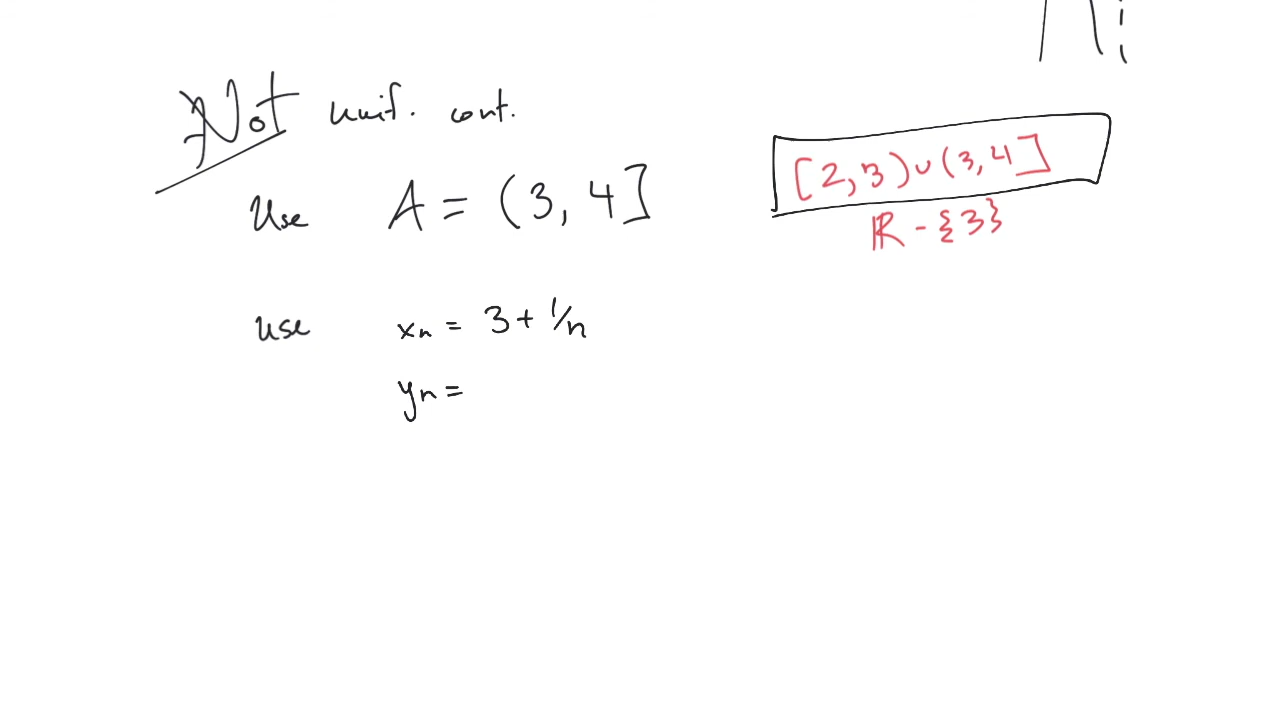 Not unif. cont.
Use A = (3, 4]
[2, 3) ∪ (3, 4]
ℝ - {3}
use xn = 3 + 1/n
yn =